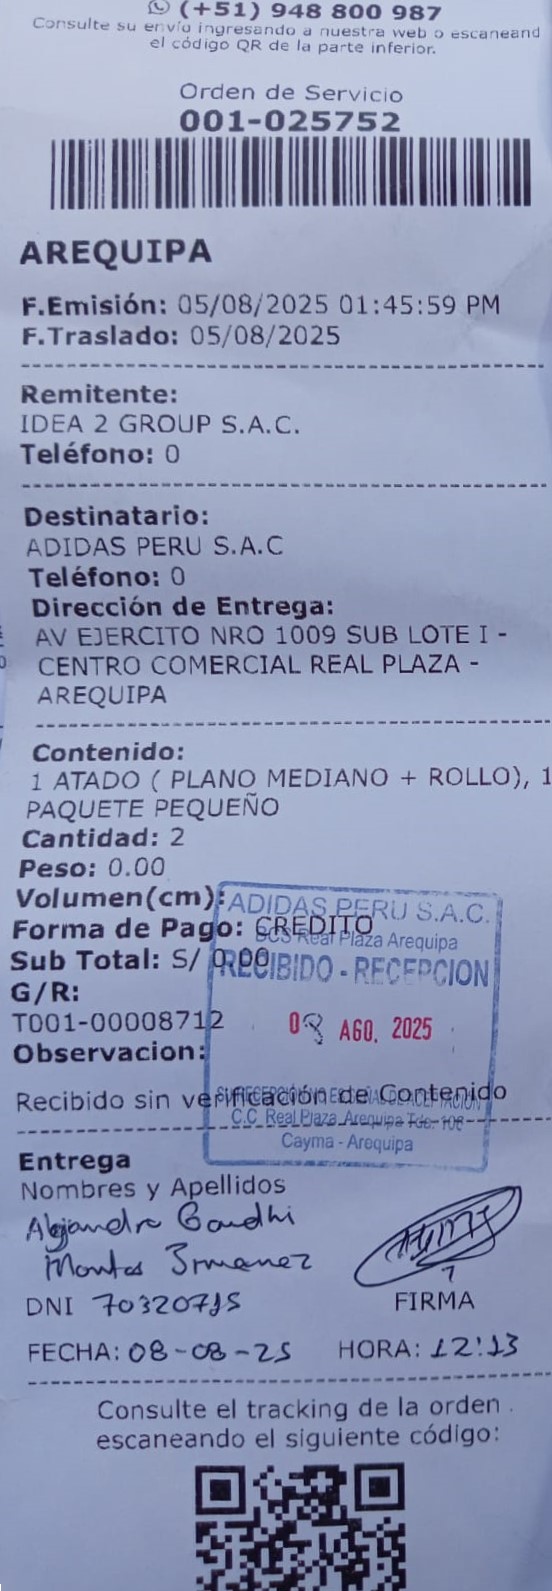 (+51) 948 800 987
Consulte su envío ingresando a nuestra web o escaneand
el código QR de la parte inferior.
Orden de Servicio
001-025752
AREQUIPA
F.Emisión: 05/08/2025 01:45:59 PM
F.Traslado: 05/08/2025
Remitente:
IDEA 2 GROUP S.A.C.
Teléfono: 0
Destinatario:
ADIDAS PERU S.A.C
Teléfono: 0
Dirección de Entrega:
AV EJERCITO NRO 1009 SUB LOTE I -
CENTRO COMERCIAL REAL PLAZA -
AREQUIPA
Contenido:
1 ATADO ( PLANO MEDIANO + ROLLO), 1
PAQUETE PEQUEÑO
Cantidad: 2
Peso: 0.00
Volumen(cm):
ADIDAS PERU S.A.C.
Forma de Pago: CREDITO
Real Plaza Arequipa
Sub Total: S/ 0.00
RECIBIDO - RECEPCION
G/R:
T001-00008712
08 AGO. 2025
Observacion:
Recibido sin verificación de Contenido
C.C. Real Plaza Arequipa Tda. 106
Cayma - Arequipa
Entrega
Nombres y Apellidos
Alejandro Gandhi
Montes
DNI 70320715
FIRMA
FECHA: 08-08-25 HORA: 12:13
Consulte el tracking de la orden
escaneando el siguiente código: